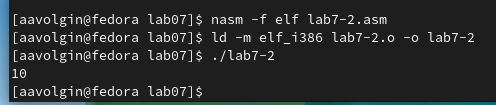 [aavolgin@fedora lab07]$ nasm -f elf lab7-2.asm
[aavolgin@fedora lab07]$ ld -m elf_i386 lab7-2.o -o lab7-2
[aavolgin@fedora lab07]$ ./lab7-2
10
[aavolgin@fedora lab07]$